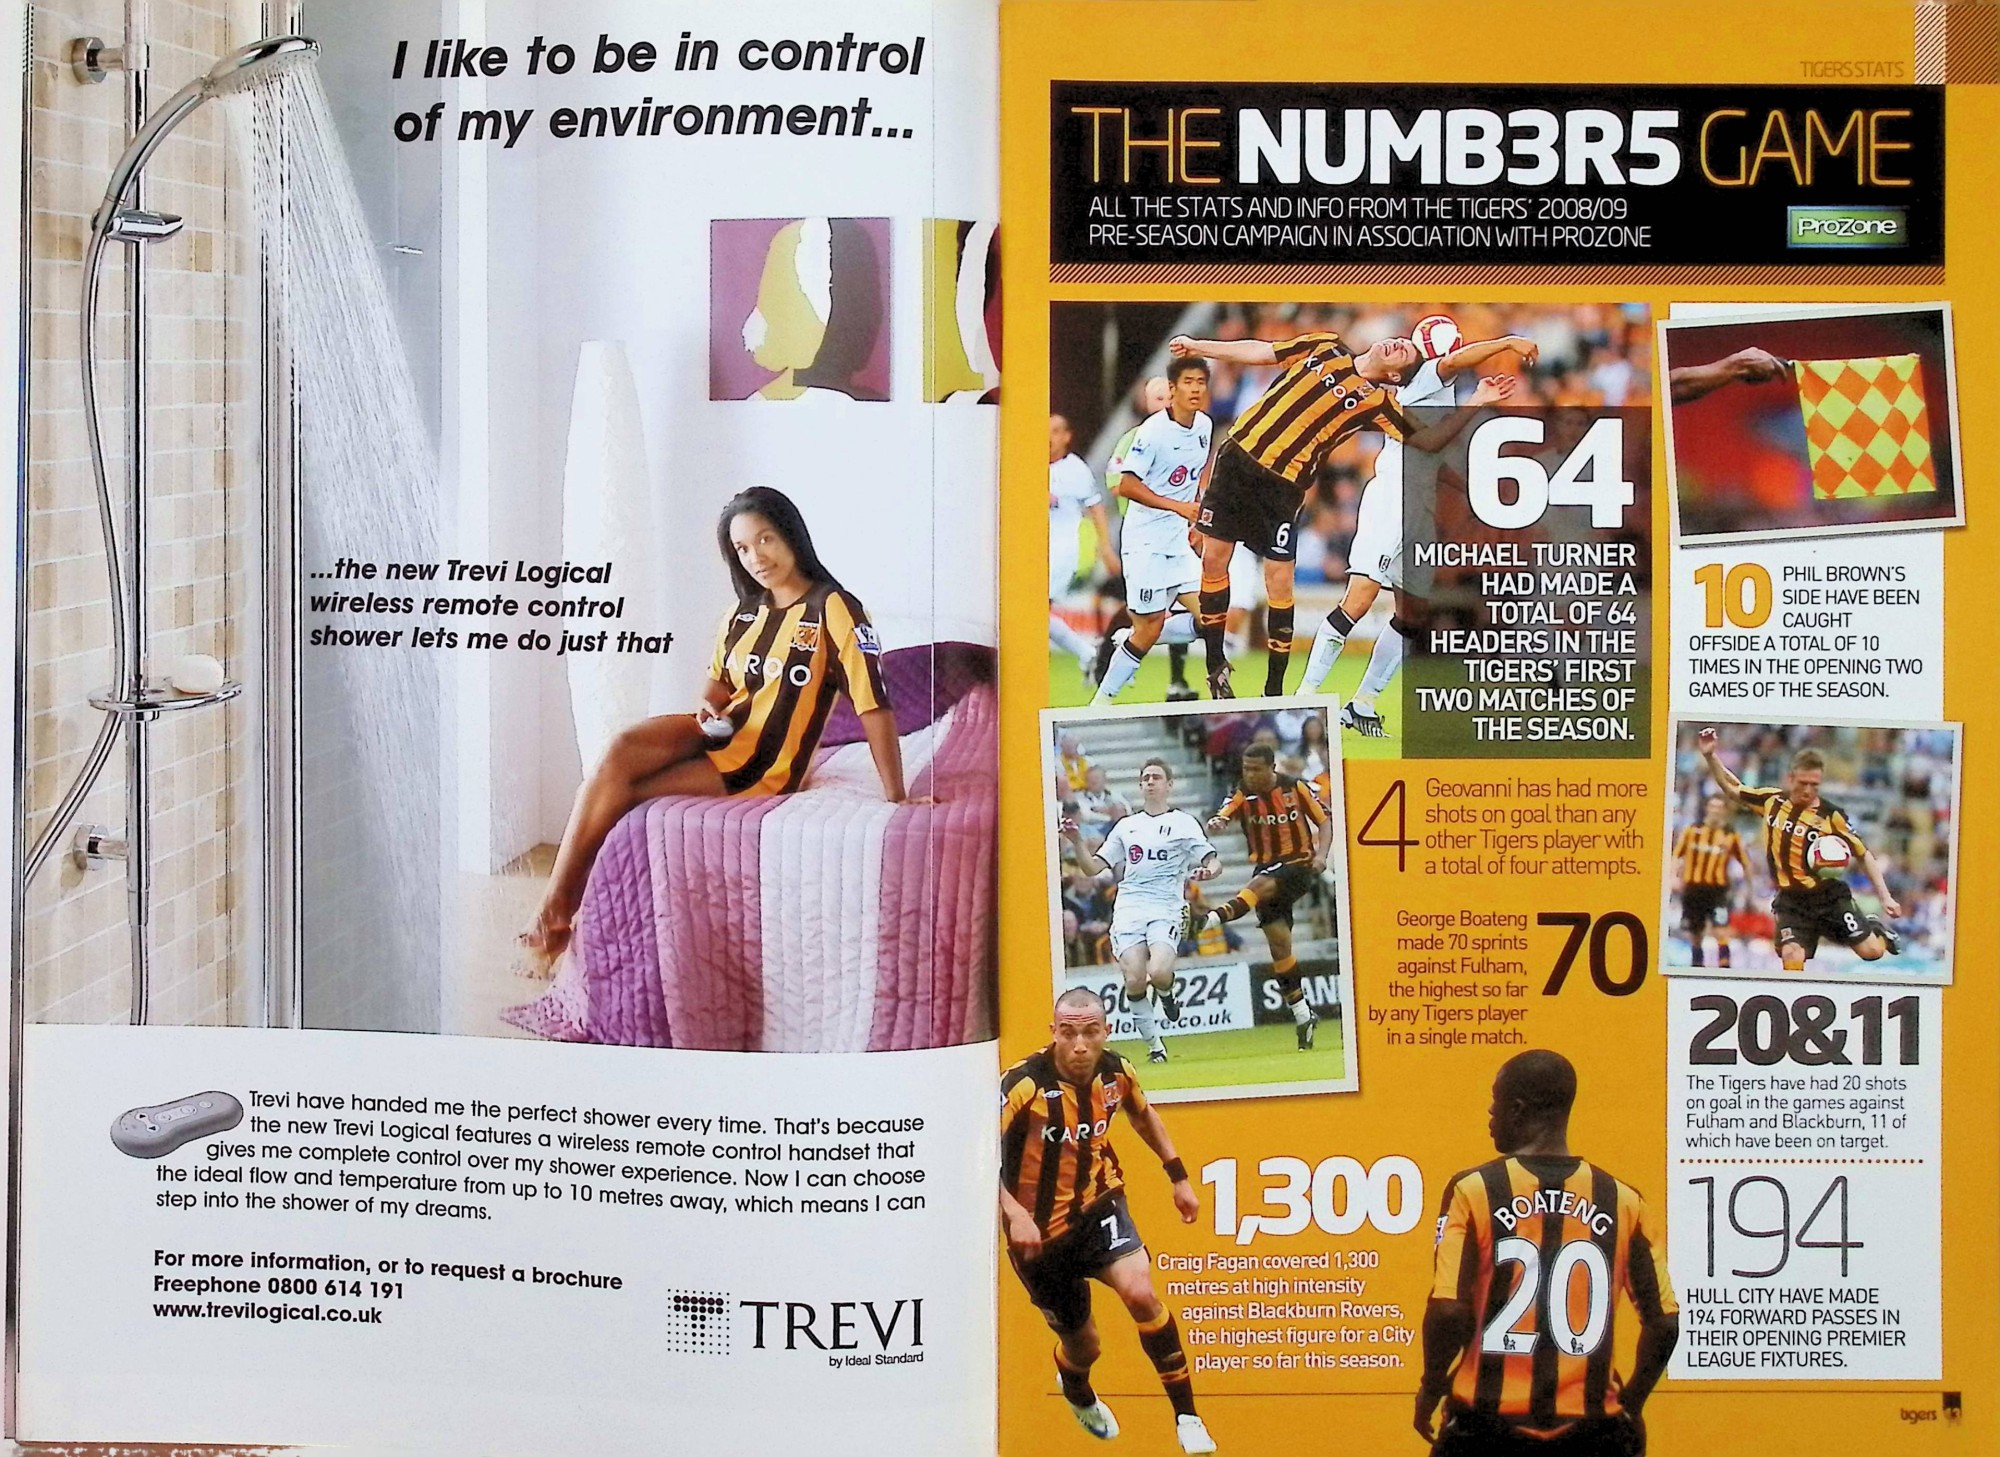 I like to be in control
of my environment...
...the new Trevi Logical
wireless remote control
shower lets me do just that
AROO
Trevi have handed me the perfect shower every time. That's because
the new Trevi Logical features a wireless remote control handset that
gives me complete control over my shower experience. Now I can choose
the ideal flow and temperature from up to 10 metres away, which means I can
step into the shower of my dreams.
For more information, or to request a brochure
Freephone 0800 614 191
www.trevilogical.co.uk
TREVI
by Ideal Standard
TIGERSSTATS
THE NUMB3R5 GAME
ALL THE STATS AND INFO FROM THE TIGERS' 2008/09
PRE-SEASON CAMPAIGN IN ASSOCIATION WITH PROZONE
ProZone
KAROO
6
64
MICHAEL TURNER
HAD MADE A
TOTAL OF 64
HEADERS IN THE
TIGERS' FIRST
TWO MATCHES OF
THE SEASON.
10
PHIL BROWN'S
SIDE HAVE BEEN
CAUGHT
OFFSIDE A TOTAL OF 10
TIMES IN THE OPENING TWO
GAMES OF THE SEASON.
KAROO
LG
224
.co.uk
4
Geovanni has had more
shots on goal than any
other Tigers player with
a total of four attempts.
George Boateng
made 70 sprints
against Fulham,
the highest so far
by any Tigers player
in a single match.
70
KAROO
8
20&11
The Tigers have had 20 shots
on goal in the games against
Fulham and Blackburn, 11 of
which have been on target.
194
HULL CITY HAVE MADE
194 FORWARD PASSES IN
THEIR OPENING PREMIER
LEAGUE FIXTURES.
KARO
7
1,300
Craig Fagan covered 1,300
metres at high intensity
against Blackburn Rovers,
the highest figure for a City
player so far this season.
BOATENG
20
tigers